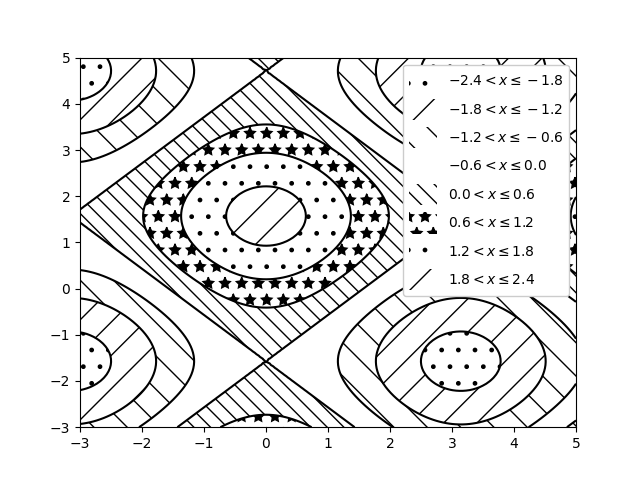 5
4
3
2
1
0
−1
−2
−3
−3 −2 −1 0 1 2 3 4 5
−2.4 < x ≤ −1.8
−1.8 < x ≤ −1.2
−1.2 < x ≤ −0.6
−0.6 < x ≤ 0.0
0.0 < x ≤ 0.6
0.6 < x ≤ 1.2
1.2 < x ≤ 1.8
1.8 < x ≤ 2.4